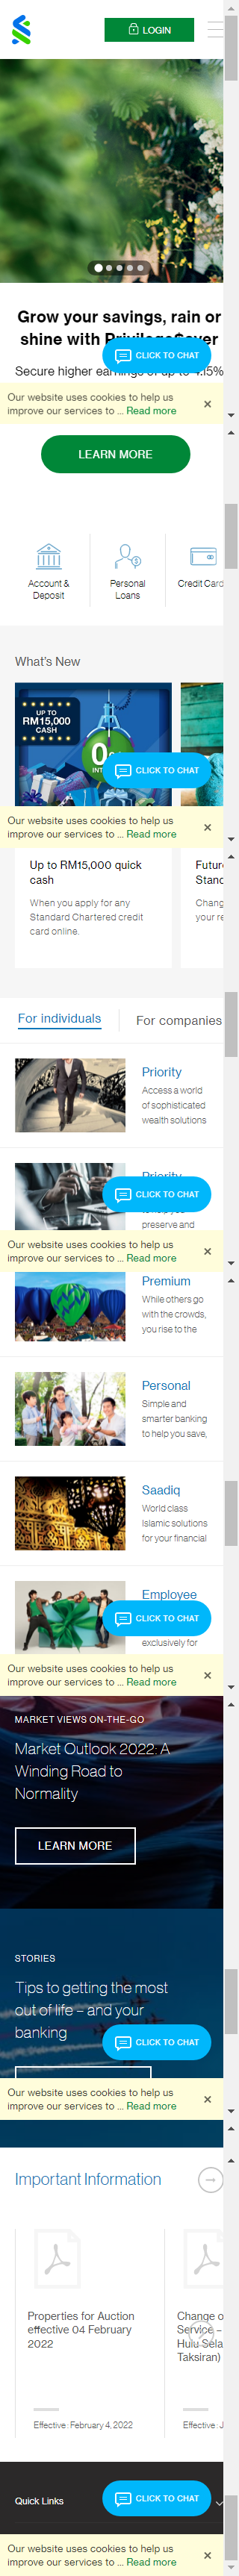 LOGIN
Grow your savings, rain or
shine with Privilege$aver
CLICK TO CHAT
Secure higher earnings of up to 4.15%
Our website uses cookies to help us
improve our services to ... Read more
LEARN MORE
Account &
Deposit
Personal
Loans
Credit Card
What's New
UP TO
RM15,000
CASH
0%
INT
CLICK TO CHAT
Our website uses cookies to help us
improve our services to ... Read more
Up to RM15,000 quick
cash
When you apply for any
Standard Chartered credit
card online.
Future
Stand
Chang
your re
For individuals
For companies
Priority
Access a world
of sophisticated
wealth solutions
Priority
CLICK TO CHAT
to help you
preserve and
Our website uses cookies to help us
improve our services to ... Read more
Premium
While others go
with the crowds,
you rise to the
Personal
Simple and
smarter banking
to help you save,
Saadiq
World class
Islamic solutions
for your financial
Employee
CLICK TO CHAT
exclusively for
Our website uses cookies to help us
improve our services to ... Read more
MARKET VIEWS ON-THE-GO
Market Outlook 2022: A
Winding Road to
Normality
LEARN MORE
STORIES
Tips to getting the most
out of life – and your
banking
CLICK TO CHAT
Our website uses cookies to help us
improve our services to ... Read more
Important Information
Properties for Auction
effective 04 February
2022
Effective : February 4, 2022
Change o
Service –
Hulu Sela
Taksiran)
Effective : J
Quick Links
CLICK TO CHAT
Our website uses cookies to help us
improve our services to ... Read more